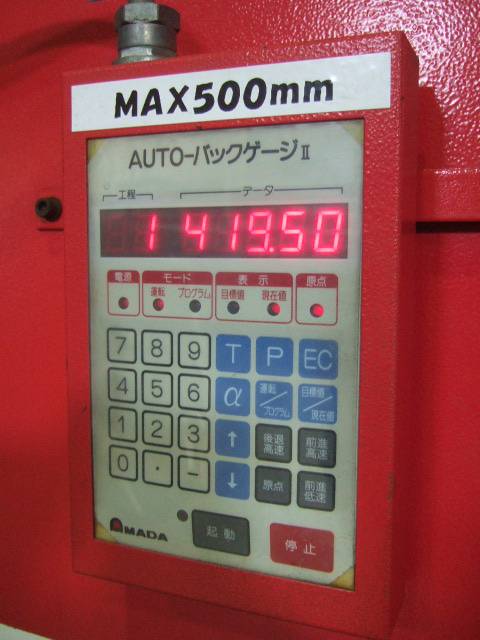 MAX500mm
AUTO-バックゲージⅡ
工程 データ
1 419.50
電源 モード 表示 原点
運転 プログラム 目標値 現在値
7 8 9 T P EC
4 5 6 α 運転/プログラム 目標値/現在値
1 2 3 ↑ 後退高速 前進高速
0 · − ↓ 原点 前進低速
AMADA 起動 停止